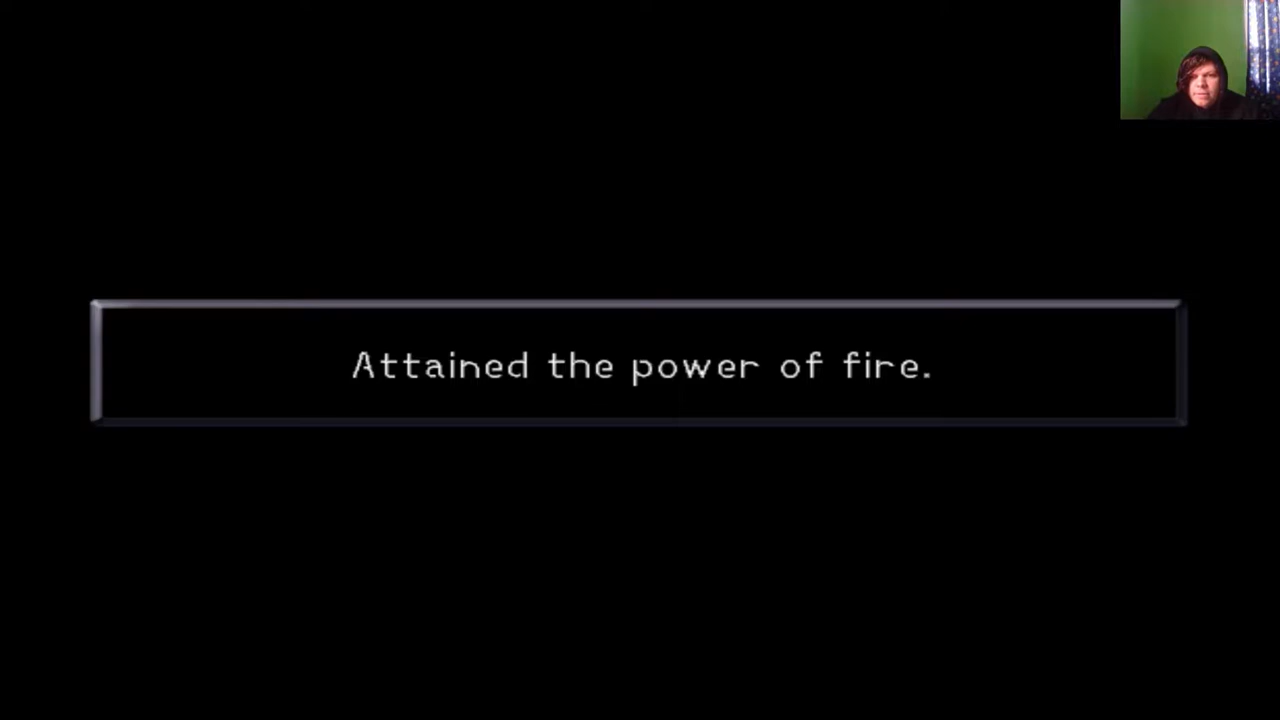 Attained the power of fire.